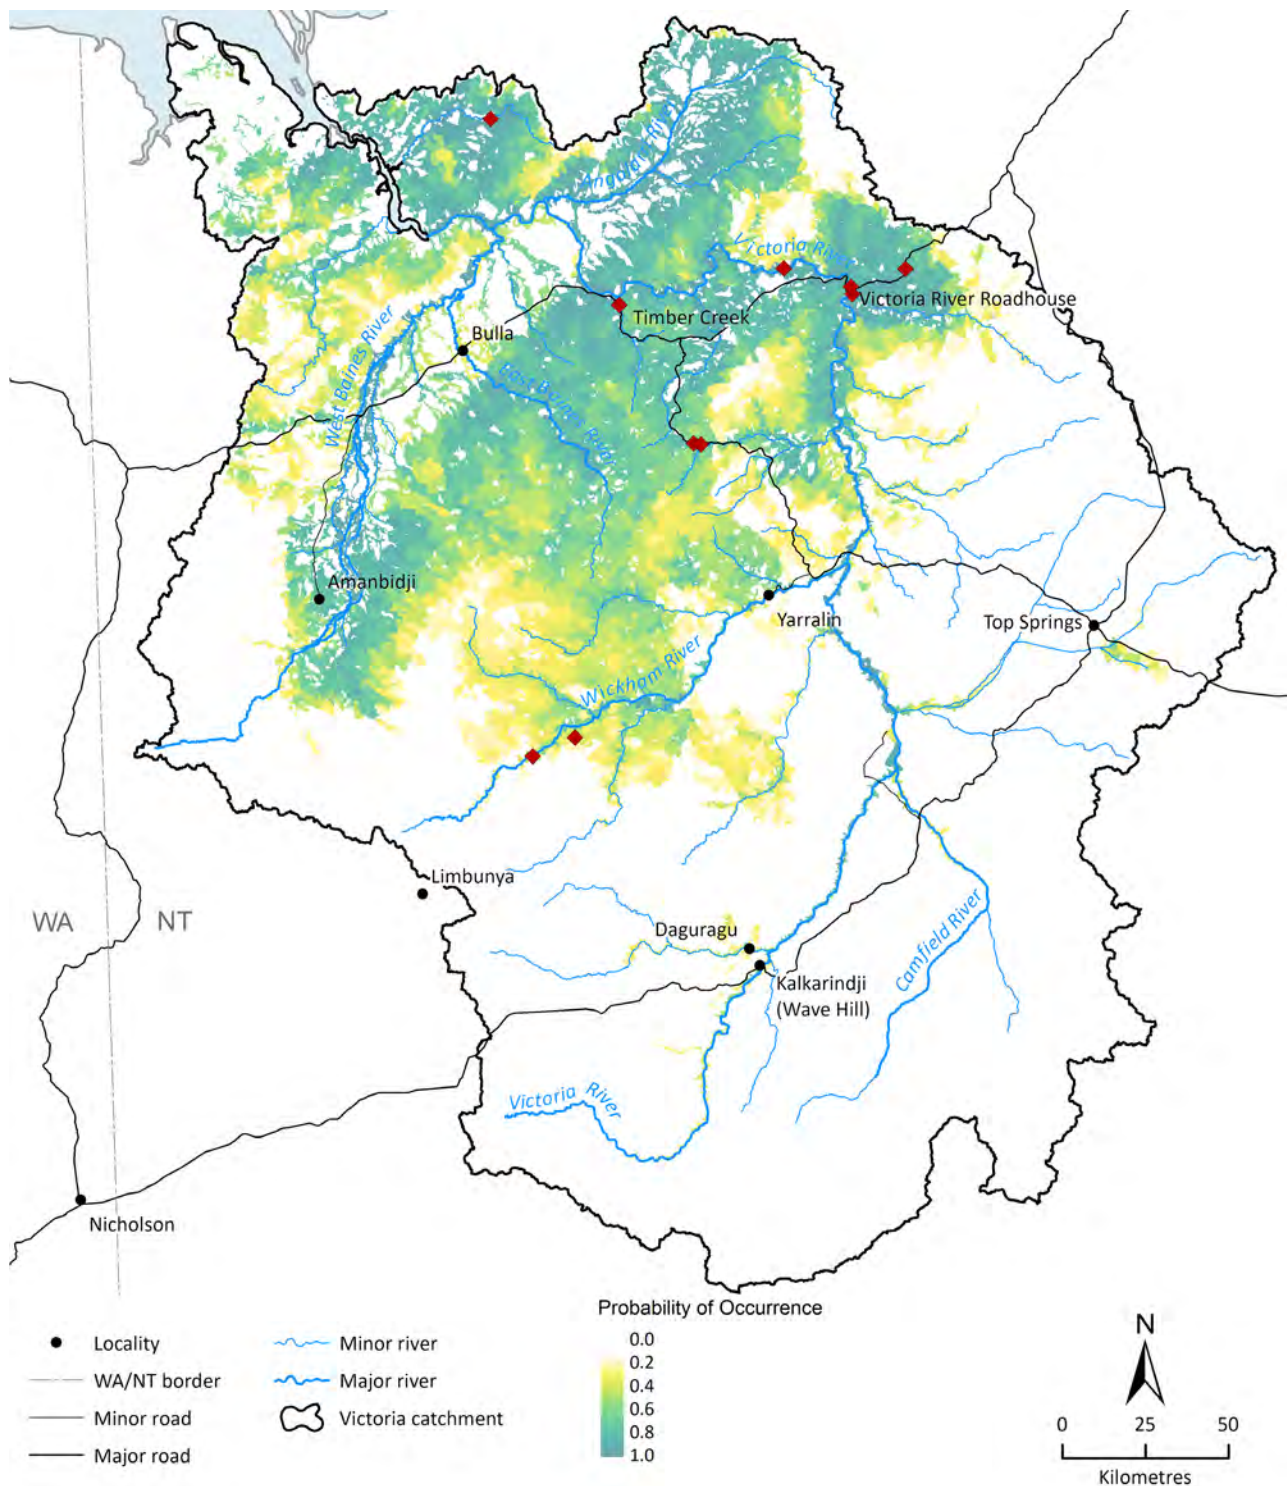 Angalarri River
Victoria River
Victoria River Roadhouse
Timber Creek
Bulla
West Baines River
East Baines River
Amanbidji
Yarralin
Top Springs
Wickham River
Limbunya
WA
NT
Daguragu
Kalkarindji
(Wave Hill)
Camfield River
Victoria River
Nicholson
Probability of Occurrence
0.0
0.2
0.4
0.6
0.8
1.0
Locality
WA/NT border
Minor road
Major road
Minor river
Major river
Victoria catchment
N
0 25 50
Kilometres